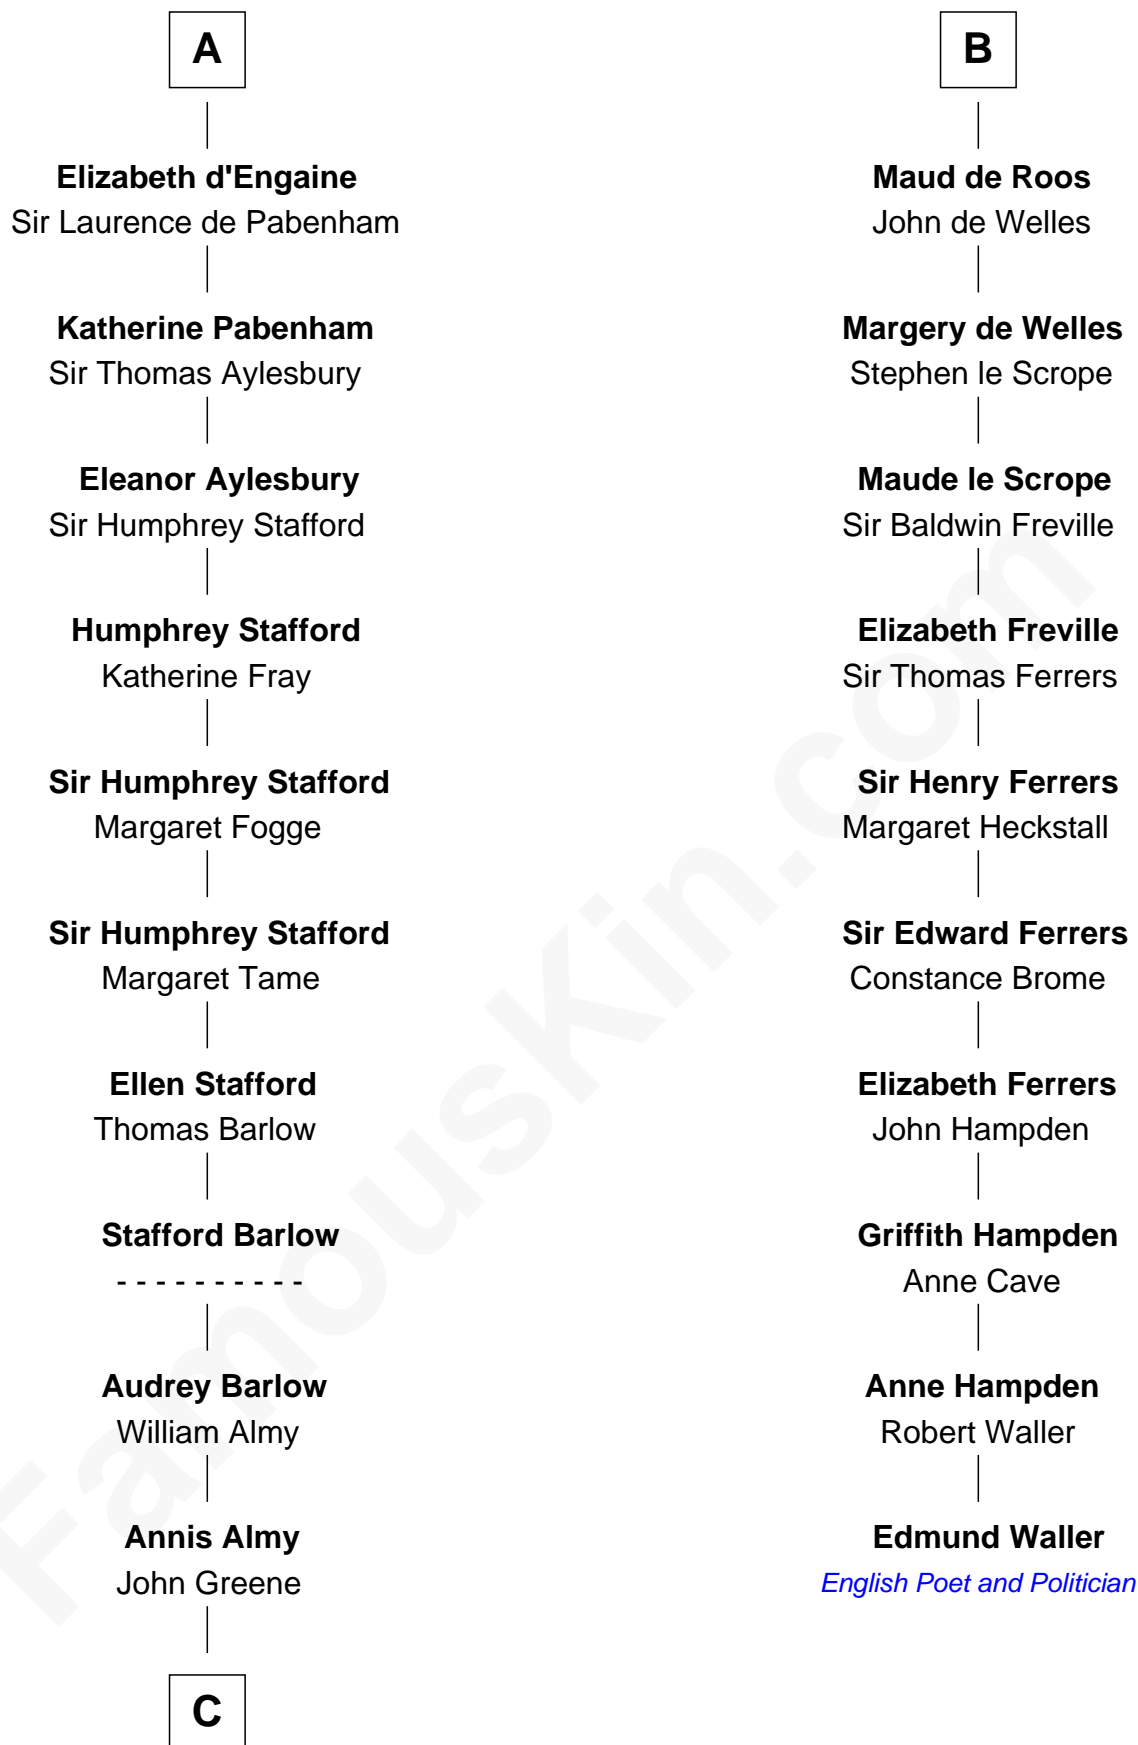 A
Elizabeth d'Engaine
Sir Laurence de Pabenham
Katherine Pabenham
Sir Thomas Aylesbury
Eleanor Aylesbury
Sir Humphrey Stafford
Humphrey Stafford
Katherine Fray
Sir Humphrey Stafford
Margaret Fogge
Sir Humphrey Stafford
Margaret Tame
Ellen Stafford
Thomas Barlow
Stafford Barlow
- - - - - - - - - -
Audrey Barlow
William Almy
Annis Almy
John Greene
C
B
Maud de Roos
John de Welles
Margery de Welles
Stephen le Scrope
Maude le Scrope
Sir Baldwin Freville
Elizabeth Freville
Sir Thomas Ferrers
Sir Henry Ferrers
Margaret Heckstall
Sir Edward Ferrers
Constance Brome
Elizabeth Ferrers
John Hampden
Griffith Hampden
Anne Cave
Anne Hampden
Robert Waller
Edmund Waller
English Poet and Politician
FamousKin.com